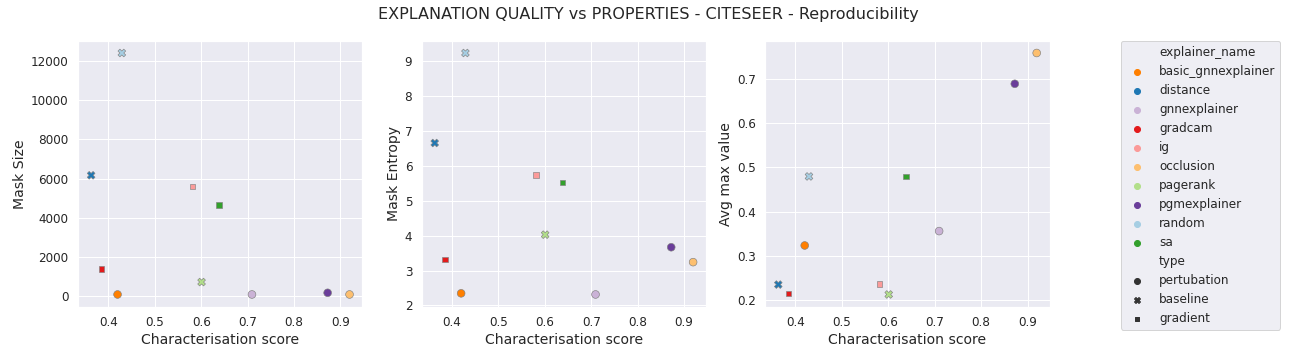 EXPLANATION QUALITY vs PROPERTIES - CITESEER - Reproducibility
12000
10000
8000
6000
4000
2000
0
Mask Size
0.4 0.5 0.6 0.7 0.8 0.9
Characterisation score
9
8
7
6
5
4
3
2
Mask Entropy
0.4 0.5 0.6 0.7 0.8 0.9
Characterisation score
0.7
0.6
0.5
0.4
0.3
0.2
Avg max value
0.4 0.5 0.6 0.7 0.8 0.9
Characterisation score
explainer_name
basic_gnnexplainer
distance
gnnexplainer
gradcam
ig
occlusion
pagerank
pgmexplainer
random
sa
type
pertubation
baseline
gradient